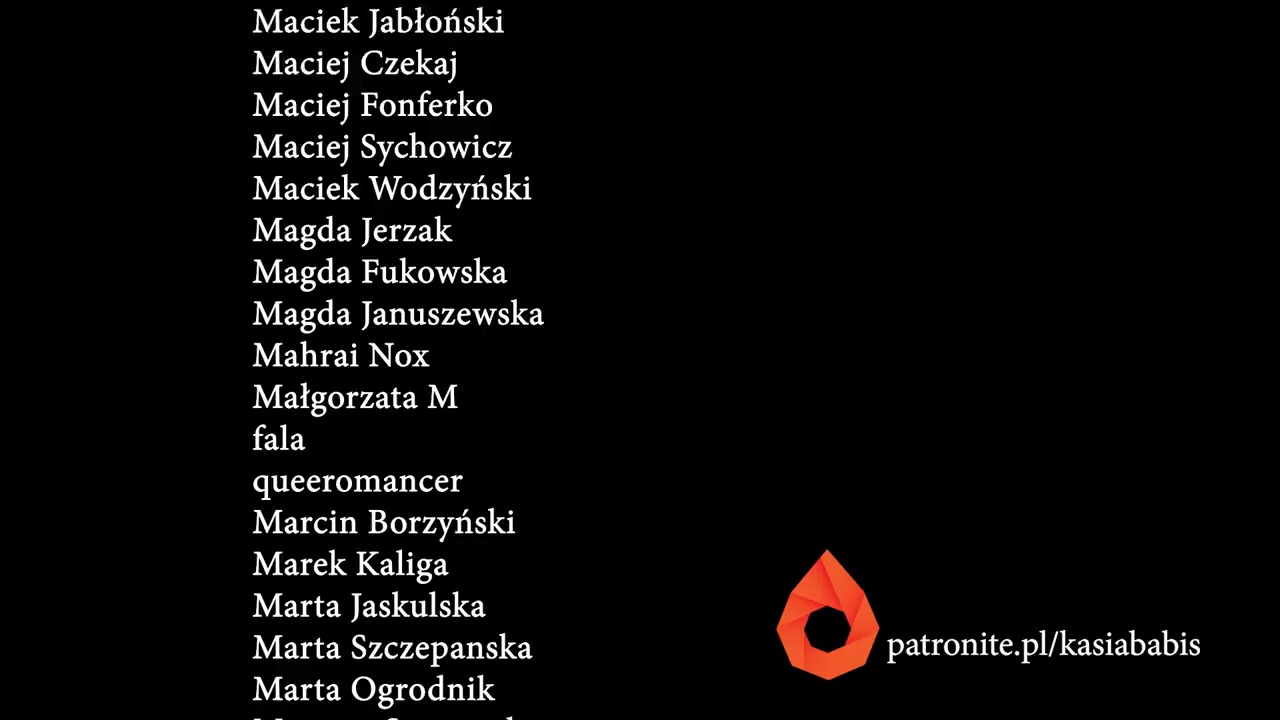 Maciek Jabłoński
Maciej Czekaj
Maciej Fonferko
Maciej Sychowicz
Maciek Wodzyński
Magda Jerzak
Magda Fukowska
Magda Januszewska
Mahrai Nox
Małgorzata M
fala
queeromancer
Marcin Borzyński
Marek Kaliga
Marta Jaskulska
Marta Szczepanska
patronite.pl/kasiababis
Marta Ogrodnik